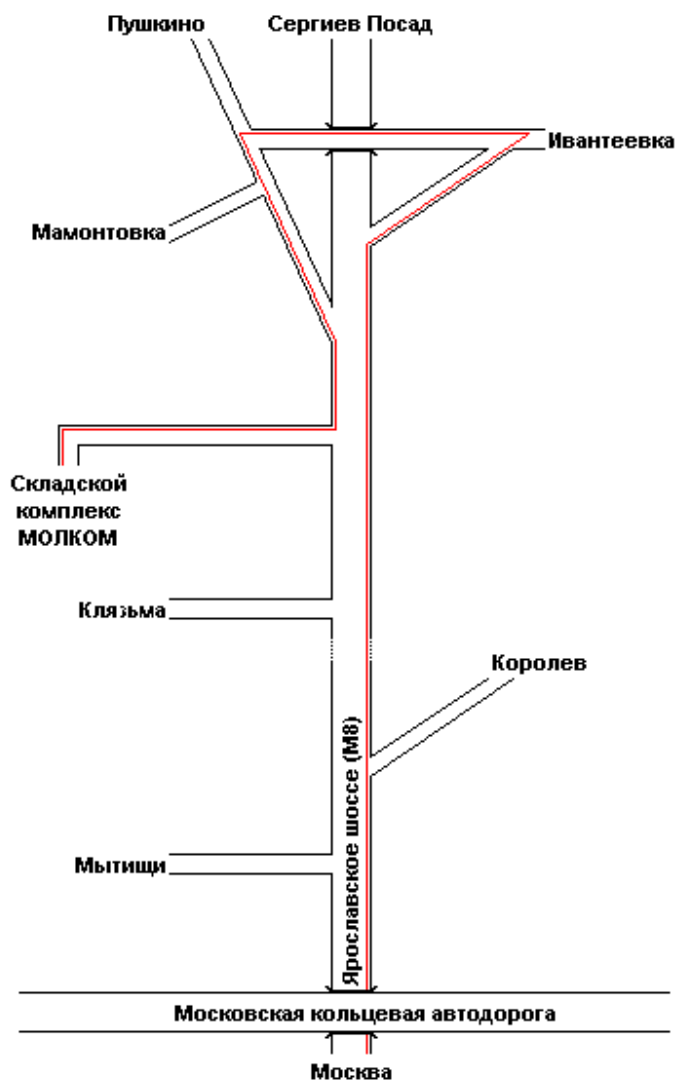 Пушкино
Сергиев Посад
Ивантеевка
Мамонтовка
Складской
комплекс
МОЛКОМ
Клязьма
Королев
Ярославское шоссе (М8)
Мытищи
Московская кольцевая автодорога
Москва